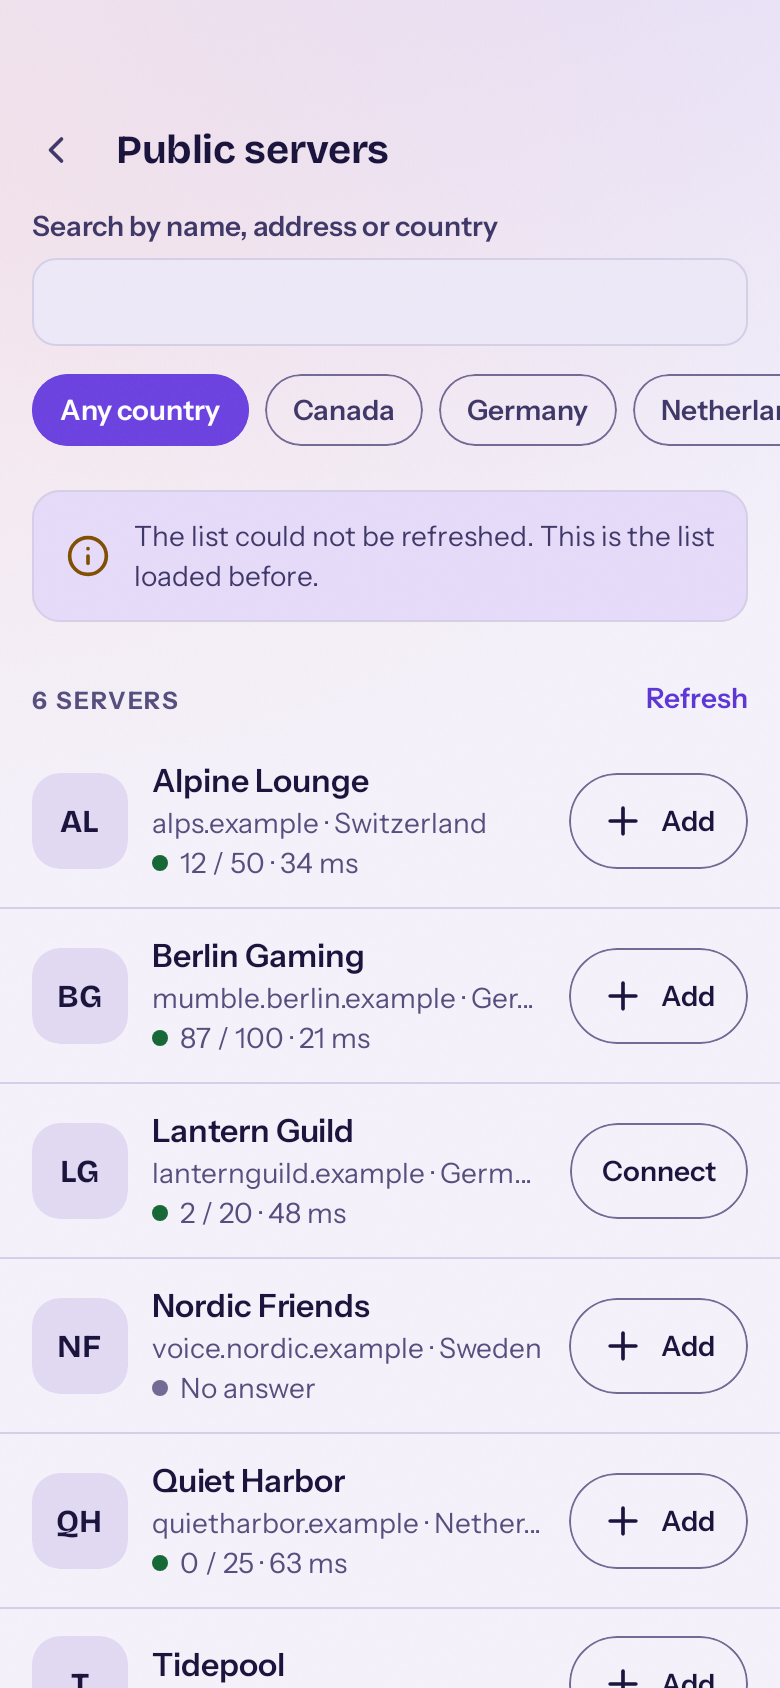 Public servers
Search by name, address or country
Any country
Canada
Germany
Netherlan
The list could not be refreshed. This is the list
loaded before.
6 SERVERS
Refresh
AL
Alpine Lounge
alps.example · Switzerland
12 / 50 · 34 ms
Add
BG
Berlin Gaming
mumble.berlin.example · Ger...
87 / 100 · 21 ms
Add
LG
Lantern Guild
lanternguild.example · Germ...
2 / 20 · 48 ms
Connect
NF
Nordic Friends
voice.nordic.example · Sweden
No answer
Add
QH
Quiet Harbor
quietharbor.example · Nether...
0 / 25 · 63 ms
Add
T
Tidepool
Add